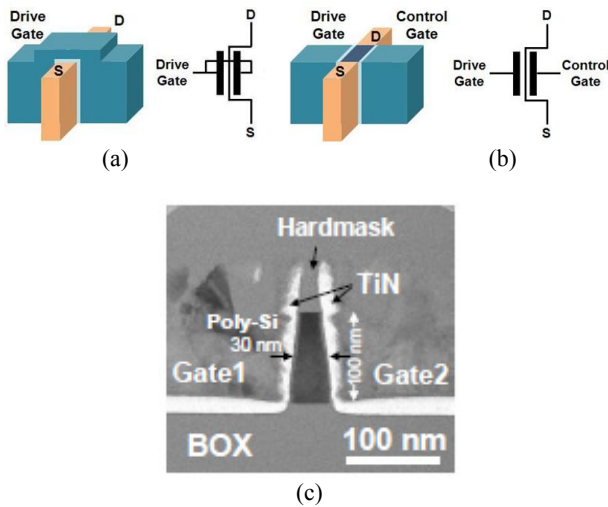 Drive
Gate
D
S
Drive
Gate
D
S
(a)
Drive
Gate
Control
Gate
D
S
Drive
Gate
Control
Gate
D
S
(b)
Hardmask
TiN
Poly-Si
30 nm
100 nm
Gate1
Gate2
BOX
100 nm
(c)